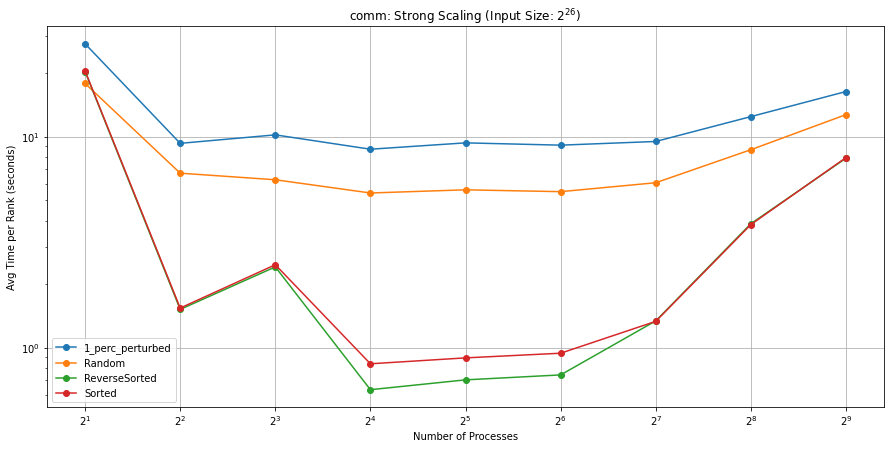 comm: Strong Scaling (Input Size: 2^26)
Avg Time per Rank (seconds)
10^1
10^0
1_perc_perturbed
Random
ReverseSorted
Sorted
2^1 2^2 2^3 2^4 2^5 2^6 2^7 2^8 2^9
Number of Processes